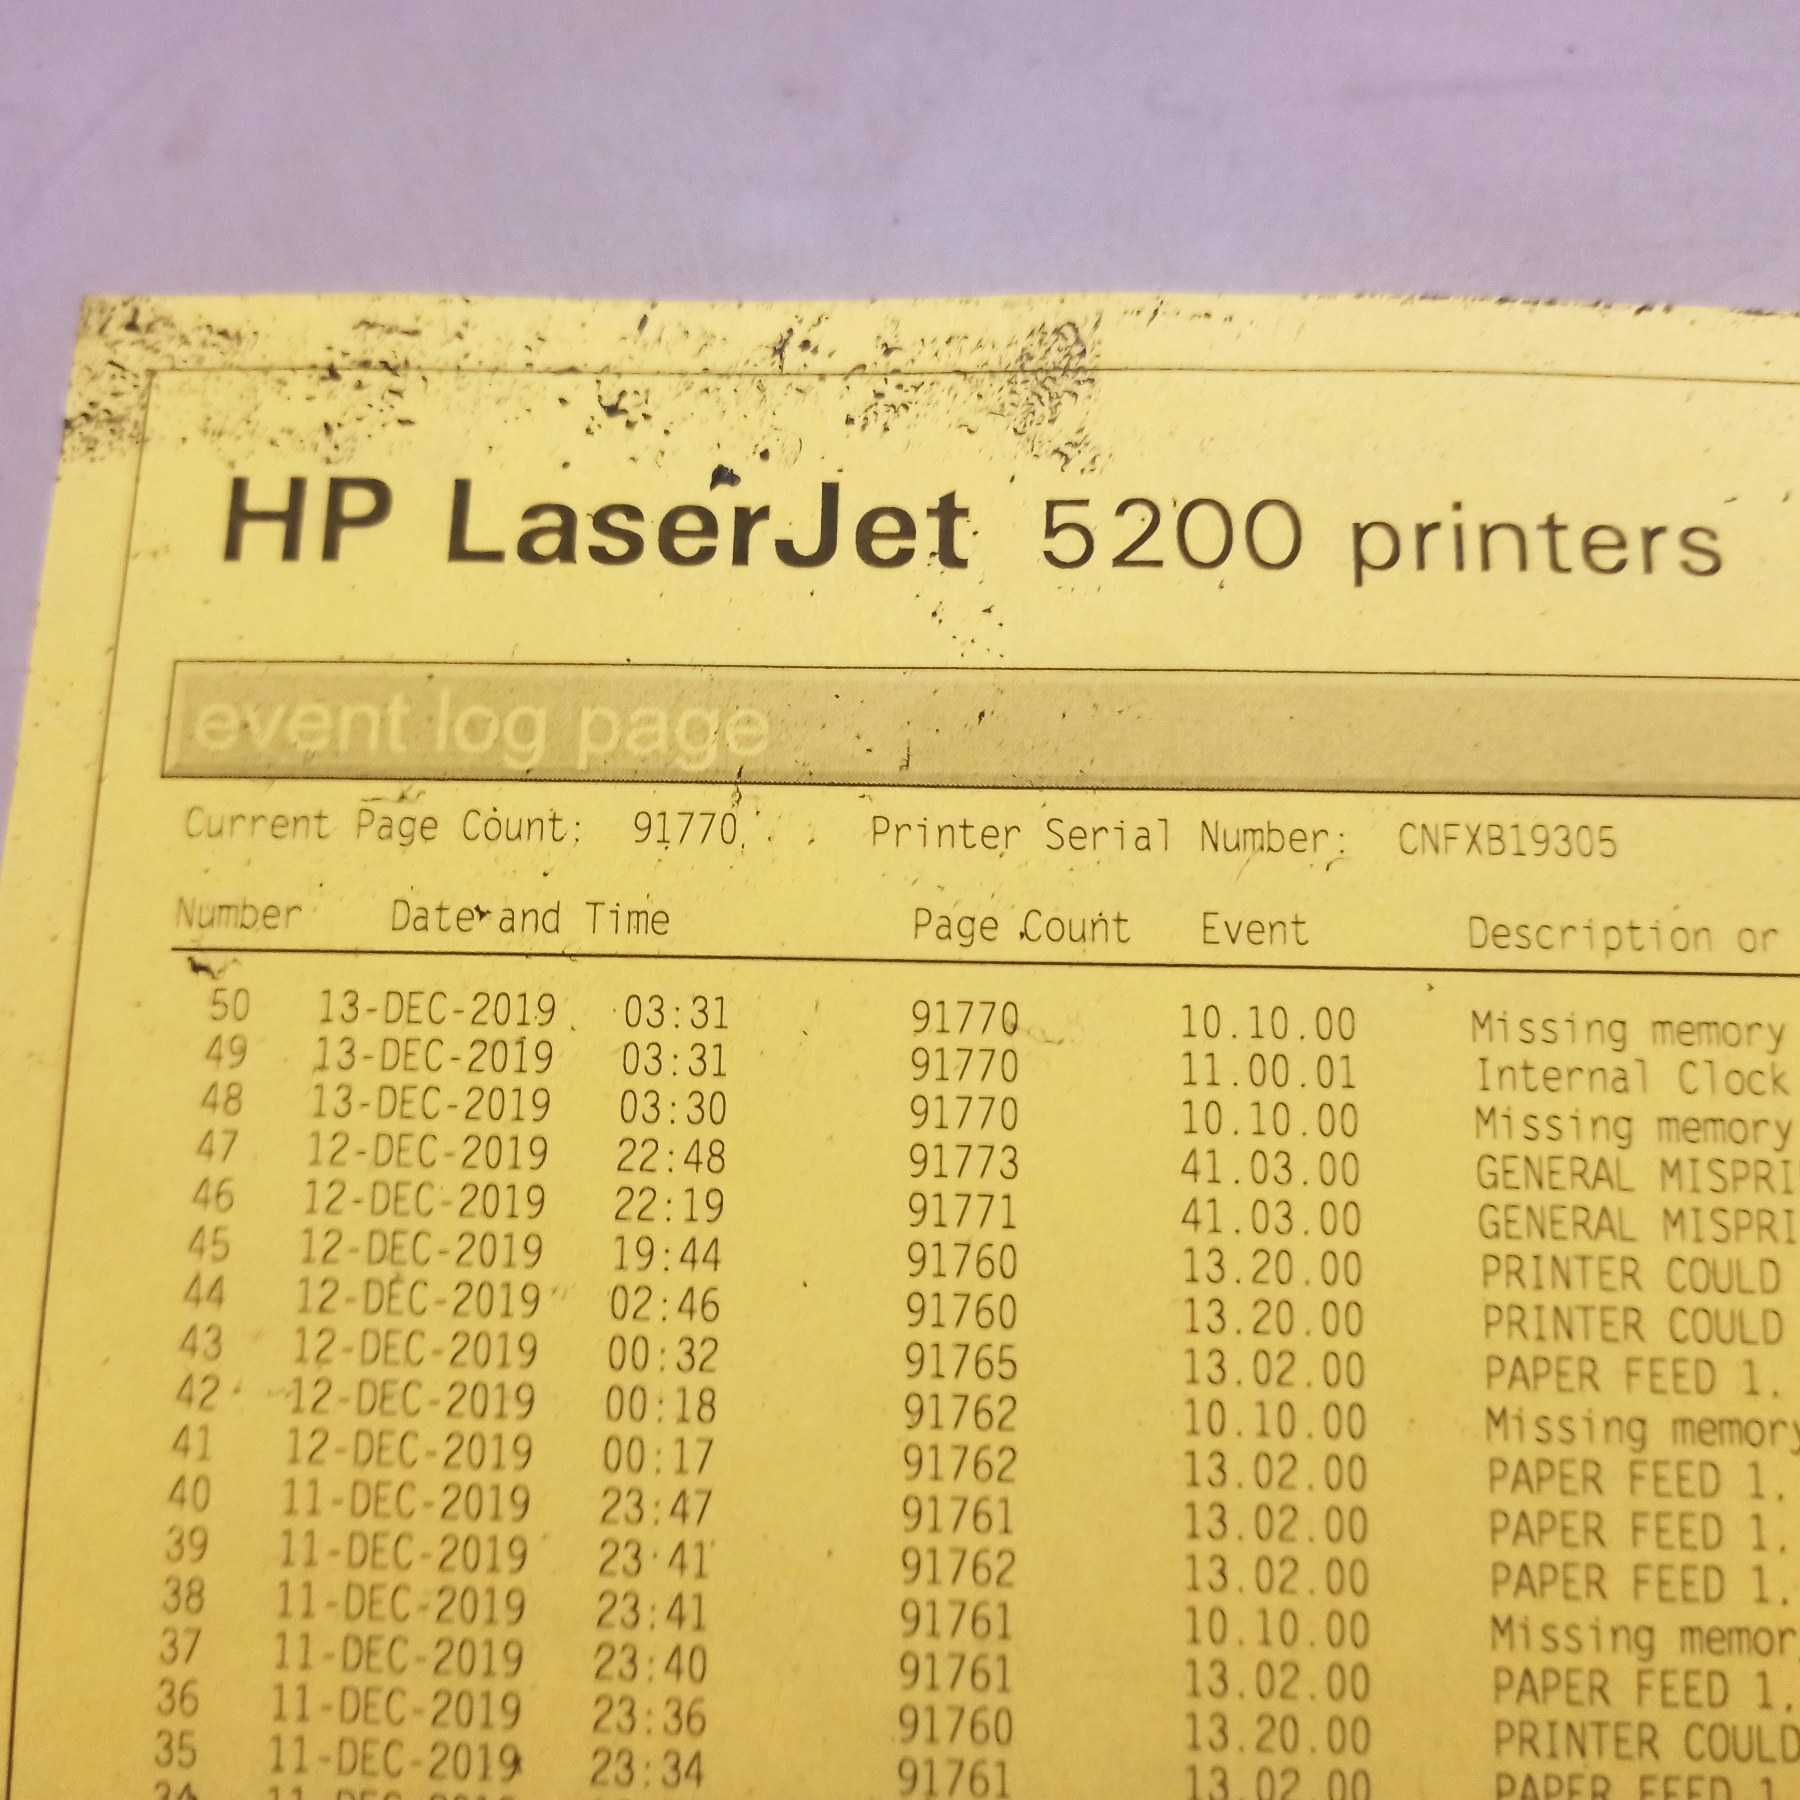 HP LaserJet 5200 printers
event log page
Current Page Count: 91770 Printer Serial Number: CNFXB19305
Number Date and Time Page Count Event Description or
50 13-DEC-2019 03:31 91770 10.10.00 Missing memory
49 13-DEC-2019 03:31 91770 11.00.01 Internal Clock
48 13-DEC-2019 03:30 91770 10.10.00 Missing memory
47 12-DEC-2019 22:48 91773 41.03.00 GENERAL MISPRI
46 12-DEC-2019 22:19 91771 41.03.00 GENERAL MISPRI
45 12-DEC-2019 19:44 91760 13.20.00 PRINTER COULD
44 12-DEC-2019 02:46 91760 13.20.00 PRINTER COULD
43 12-DEC-2019 00:32 91765 13.02.00 PAPER FEED 1.
42 12-DEC-2019 00:18 91762 10.10.00 Missing memory
41 12-DEC-2019 00:17 91762 13.02.00 PAPER FEED 1.
40 11-DEC-2019 23:47 91761 13.02.00 PAPER FEED 1.
39 11-DEC-2019 23:41 91762 13.02.00 PAPER FEED 1.
38 11-DEC-2019 23:41 91761 10.10.00 Missing memor
37 11-DEC-2019 23:40 91761 13.02.00 PAPER FEED 1.
36 11-DEC-2019 23:36 91760 13.20.00 PRINTER COULD
35 11-DEC-2019 23:34 91761 13.02.00 PAPER FEED 1